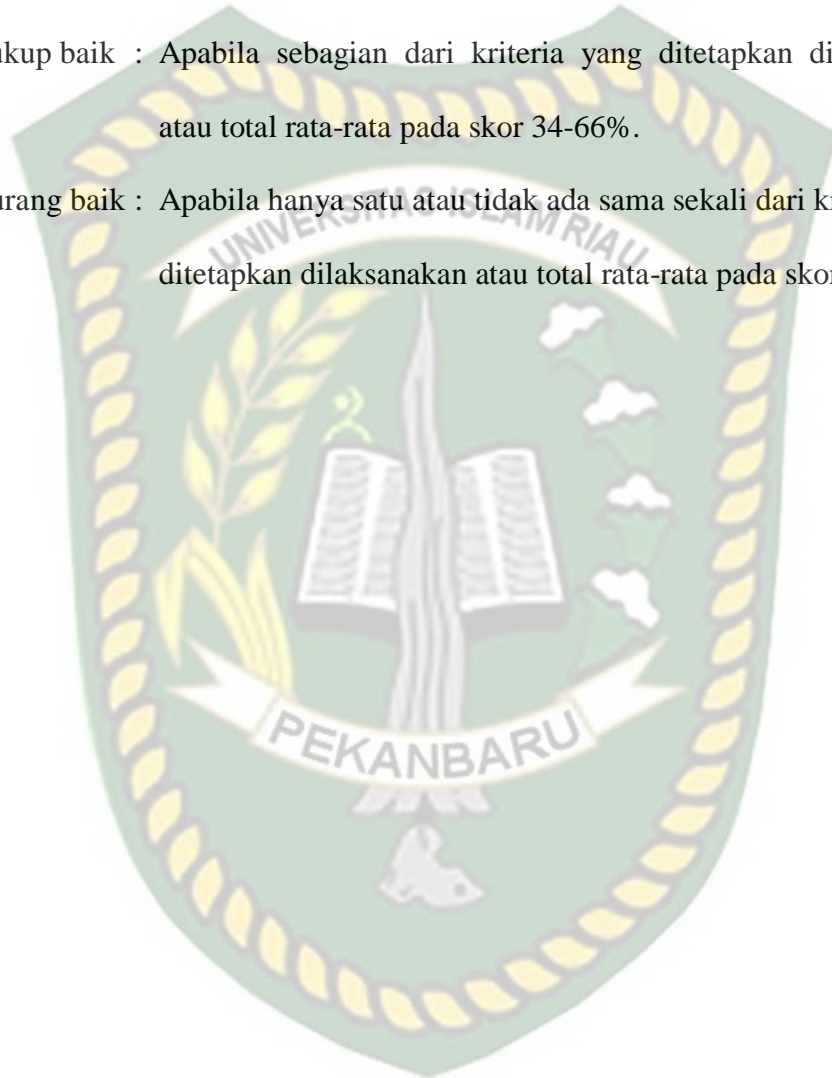 ukup baik : Apabila sebagian dari kriteria yang ditetapkan di
atau total rata-rata pada skor 34-66%.
urang baik : Apabila hanya satu atau tidak ada sama sekali dari k
ditetapkan dilaksanakan atau total rata-rata pada skor
UNIVERSITAS ISLAM RIAU
PEKANBARU